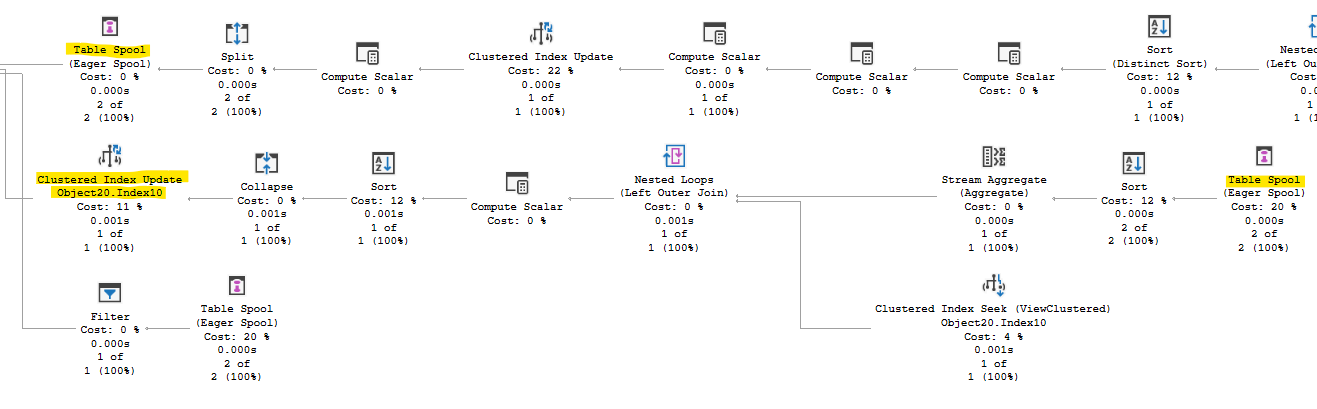 Table Spool
(Eager Spool)
Cost: 0 %
0.000s
2 of
2 (100%)
Split
Cost: 0 %
0.000s
2 of
2 (100%)
Compute Scalar
Cost: 0 %
Clustered Index Update
Cost: 22 %
0.000s
1 of
1 (100%)
Compute Scalar
Cost: 0 %
0.000s
1 of
1 (100%)
Compute Scalar
Cost: 0 %
Compute Scalar
Cost: 0 %
Sort
(Distinct Sort)
Cost: 12 %
0.000s
1 of
1 (100%)
Nested
(Left Ou
Cost
0.0
1
1 (1
Clustered Index Update
Object20.Index10
Cost: 11 %
0.001s
1 of
1 (100%)
Collapse
Cost: 0 %
0.001s
1 of
1 (100%)
Sort
Cost: 12 %
0.001s
1 of
1 (100%)
Compute Scalar
Cost: 0 %
Nested Loops
(Left Outer Join)
Cost: 0 %
0.001s
1 of
1 (100%)
Stream Aggregate
(Aggregate)
Cost: 0 %
0.000s
1 of
1 (100%)
Sort
Cost: 12 %
0.000s
2 of
2 (100%)
Table Spool
(Eager Spool)
Cost: 20 %
0.000s
2 of
2 (100%)
Filter
Cost: 0 %
0.000s
1 of
1 (100%)
Table Spool
(Eager Spool)
Cost: 20 %
0.000s
2 of
2 (100%)
Clustered Index Seek (ViewClustered)
Object20.Index10
Cost: 4 %
0.001s
1 of
1 (100%)